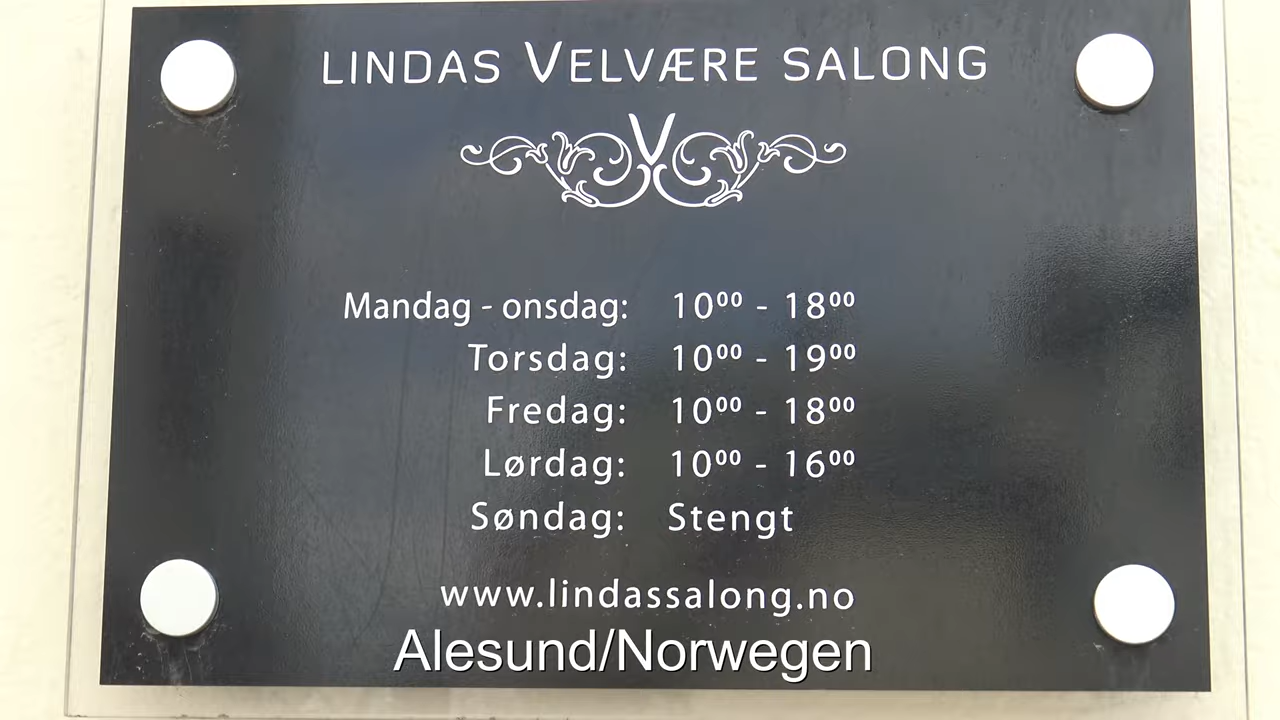 LINDAS VELVÆRE SALONG
V
Mandag - onsdag: 10⁰⁰ - 18⁰⁰
Torsdag: 10⁰⁰ - 19⁰⁰
Fredag: 10⁰⁰ - 18⁰⁰
Lørdag: 10⁰⁰ - 16⁰⁰
Søndag: Stengt
www.lindassalong.no
Alesund/Norwegen